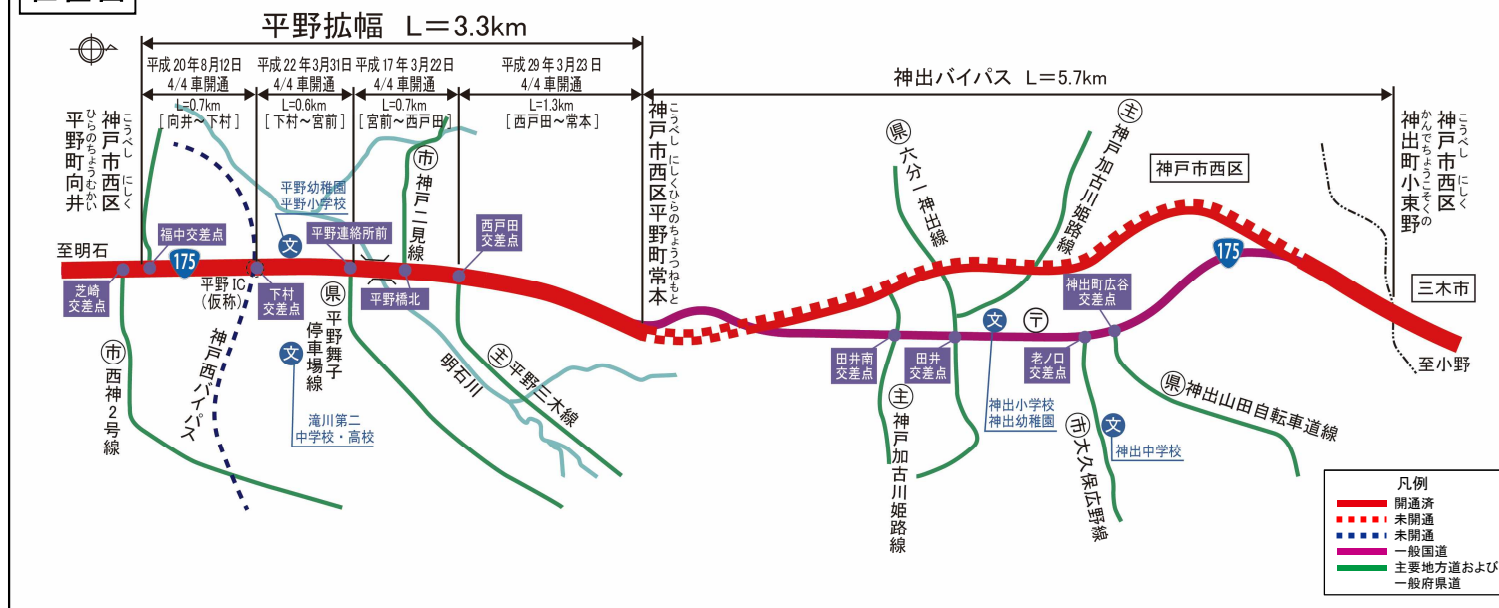 平野拡幅 L＝3.3km
平成20年8月12日
4/4車開通
L=0.7km
[向井～下村]
平成22年3月31日
4/4車開通
L=0.6km
[下村～宮前]
平成17年3月22日
4/4車開通
L=0.7km
[宮前～西戸田]
平成29年3月23日
4/4車開通
L=1.3km
[西戸田～常本]
神出バイパス L=5.7km
こうべし にしく
神戸市西区
ひらのちょうむかい
平野町向井
こうべし にしくひらのちょうつねもと
神戸市西区平野町常本
こうべし にしく
神戸市西区
かんでちょうこそくの
神出町小束野
神戸市西区
三木市
至明石
至小野
175
175
芝崎
交差点
福中交差点
平野IC
(仮称)
下村
交差点
平野連絡所前
平野橋北
西戸田
交差点
文
平野幼稚園
平野小学校
文
滝川第二
中学校・高校
市
西神2号線
神戸西バイパス
県
平野舞子
停車場線
市
神戸二見線
明石川
主
平野三木線
県
六分一神出線
主
神戸加古川姫路線
田井南
交差点
田井
交差点
老ノ口
交差点
神出町広谷
交差点
文
神出小学校
神出幼稚園
〒
文
神出中学校
主
神戸加古川姫路線
市
大久保広野線
県
神出山田自転車道線
凡例
開通済
未開通
未開通
一般国道
主要地方道および
一般府県道